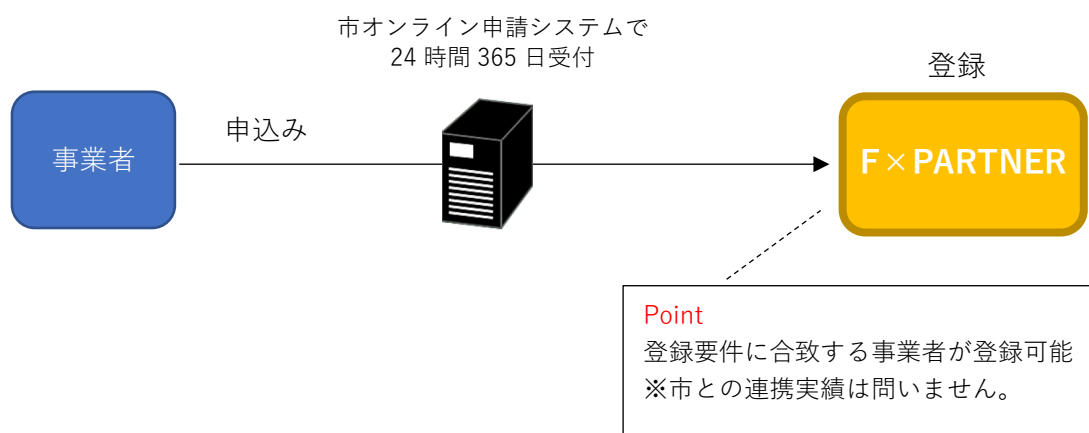 市オンライン申請システムで
24 時間 365 日受付
登録
事業者
申込み
F×PARTNER
Point
登録要件に合致する事業者が登録可能
※市との連携実績は問いません。